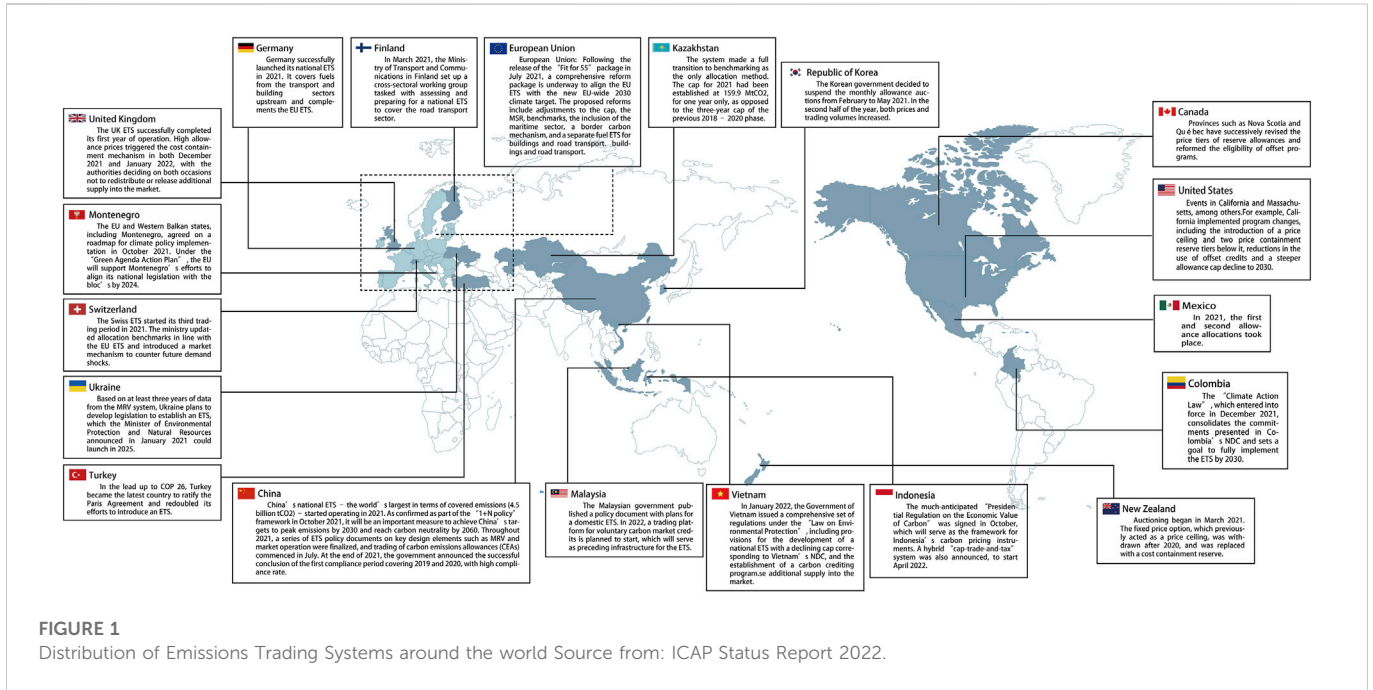 Germany
Germany successfully
launched its national ETS
in 2021. It covers fuels
from the transport and
building sectors
upstream and comple-
ments the EU ETS.
Finland
In March 2021, the Minis-
try of Transport and Commu-
nications in Finland set up a
cross-sectoral working group
tasked with assessing and
preparing for a national ETS
to cover the road transport
sector.
European Union
European Union: Following the
release of the "Fit for 55" package in
July 2021, a comprehensive reform
package is underway to align the EU
ETS with the new EU-wide 2030
climate target. The proposed reforms
include adjustments to the cap, the
MSR, benchmarks, the inclusion of the
maritime sector, a border carbon
mechanism, and a separate fuel ETS for
buildings and road transport. build-
ings and road transport.
Kazakhstan
The system made a full
transition to benchmarking as
the only allocation method.
The cap for 2021 had been
established at 159.9 MtCO2,
for one year only, as opposed
to the three-year cap of the
previous 2018 – 2020 phase.
Republic of Korea
The Korean government decided to
suspend the monthly allowance auc-
tions from February to May 2021. In the
second half of the year, both prices and
trading volumes increased.
Canada
Provinces such as Nova Scotia and
Qu é bec have successively revised the
price tiers of reserve allowances and
reformed the eligibility of offset pro-
grams.
United Kingdom
The UK ETS successfully completed
its first year of operation. High allow-
ance prices triggered the cost contain-
ment mechanism in both December
2021 and January 2022, with the
authorities deciding on both occasions
not to redistribute or release additional
supply into the market.
United States
Events in California and Massachu-
setts, among others.For example, Cali-
fornia implemented program changes,
including the introduction of a price
ceiling and two price containment
reserve tiers below it, reductions in the
use of offset credits and a steeper
allowance cap decline to 2030.
Montenegro
The EU and Western Balkan states,
including Montenegro, agreed on a
roadmap for climate policy implemen-
tation in October 2021. Under the
"Green Agenda Action Plan" , the EU
will support Montenegro' s efforts to
align its national legislation with the
bloc' s by 2024.
Mexico
In 2021, the first
and second allow-
ance allocations took
place.
Switzerland
The Swiss ETS started its third trad-
ing period in 2021. The ministry updat-
ed allocation benchmarks in line with
the EU ETS and introduced a market
mechanism to counter future demand
shocks.
Colombia
The "Climate Action
Law" , which entered into
force in December 2021,
consolidates the commit-
ments presented in Co-
lombia' s NDC and sets a
goal to fully implement
the ETS by 2030.
Ukraine
Based on at least three years of data
from the MRV system, Ukraine plans to
develop legislation to establish an ETS,
which the Minister of Environmental
Protection and Natural Resources
announced in January 2021 could
launch in 2025.
Turkey
In the lead up to COP 26, Turkey
became the latest country to ratify the
Paris Agreement and redoubled its
efforts to introduce an ETS.
China
China' s national ETS – the world' s largest in terms of covered emissions (4.5
billion tCO2) – started operating in 2021. As confirmed as part of the "1+N policy"
framework in October 2021, it will be an important measure to achieve China' s tar-
gets to peak emissions by 2030 and reach carbon neutrality by 2060. Throughout
2021, a series of ETS policy documents on key design elements such as MRV and
market operation were finalized, and trading of carbon emissions allowances (CEAs)
commenced in July. At the end of 2021, the government announced the successful
conclusion of the first compliance period covering 2019 and 2020, with high compli-
ance rate.
Malaysia
The Malaysian government pub-
lished a policy document with plans for
a domestic ETS. In 2022, a trading plat-
form for voluntary carbon market cred-
its is planned to start, which will serve
as preceding infrastructure for the ETS.
Vietnam
In January 2022, the Government of
Vietnam issued a comprehensive set of
regulations under the "Law on Envi-
ronmental Protection" , including pro-
visions for the development of a
national ETS with a declining cap corre-
sponding to Vietnam' s NDC, and the
establishment of a carbon crediting
program.se additional supply into the
market.
Indonesia
The much-anticipated "Presiden
tial Regulation on the Economic Value
of Carbon" was signed in October,
which will serve as the framework for
Indonesia' s carbon pricing instru-
ments. A hybrid "cap-trade-and-tax"
system was also announced, to start
April 2022.
New Zealand
Auctioning began in March 2021.
The fixed price option, which previous-
ly acted as a price ceiling, was with-
drawn after 2020, and was replaced
with a cost containment reserve.
FIGURE 1
Distribution of Emissions Trading Systems around the world Source from: ICAP Status Report 2022.